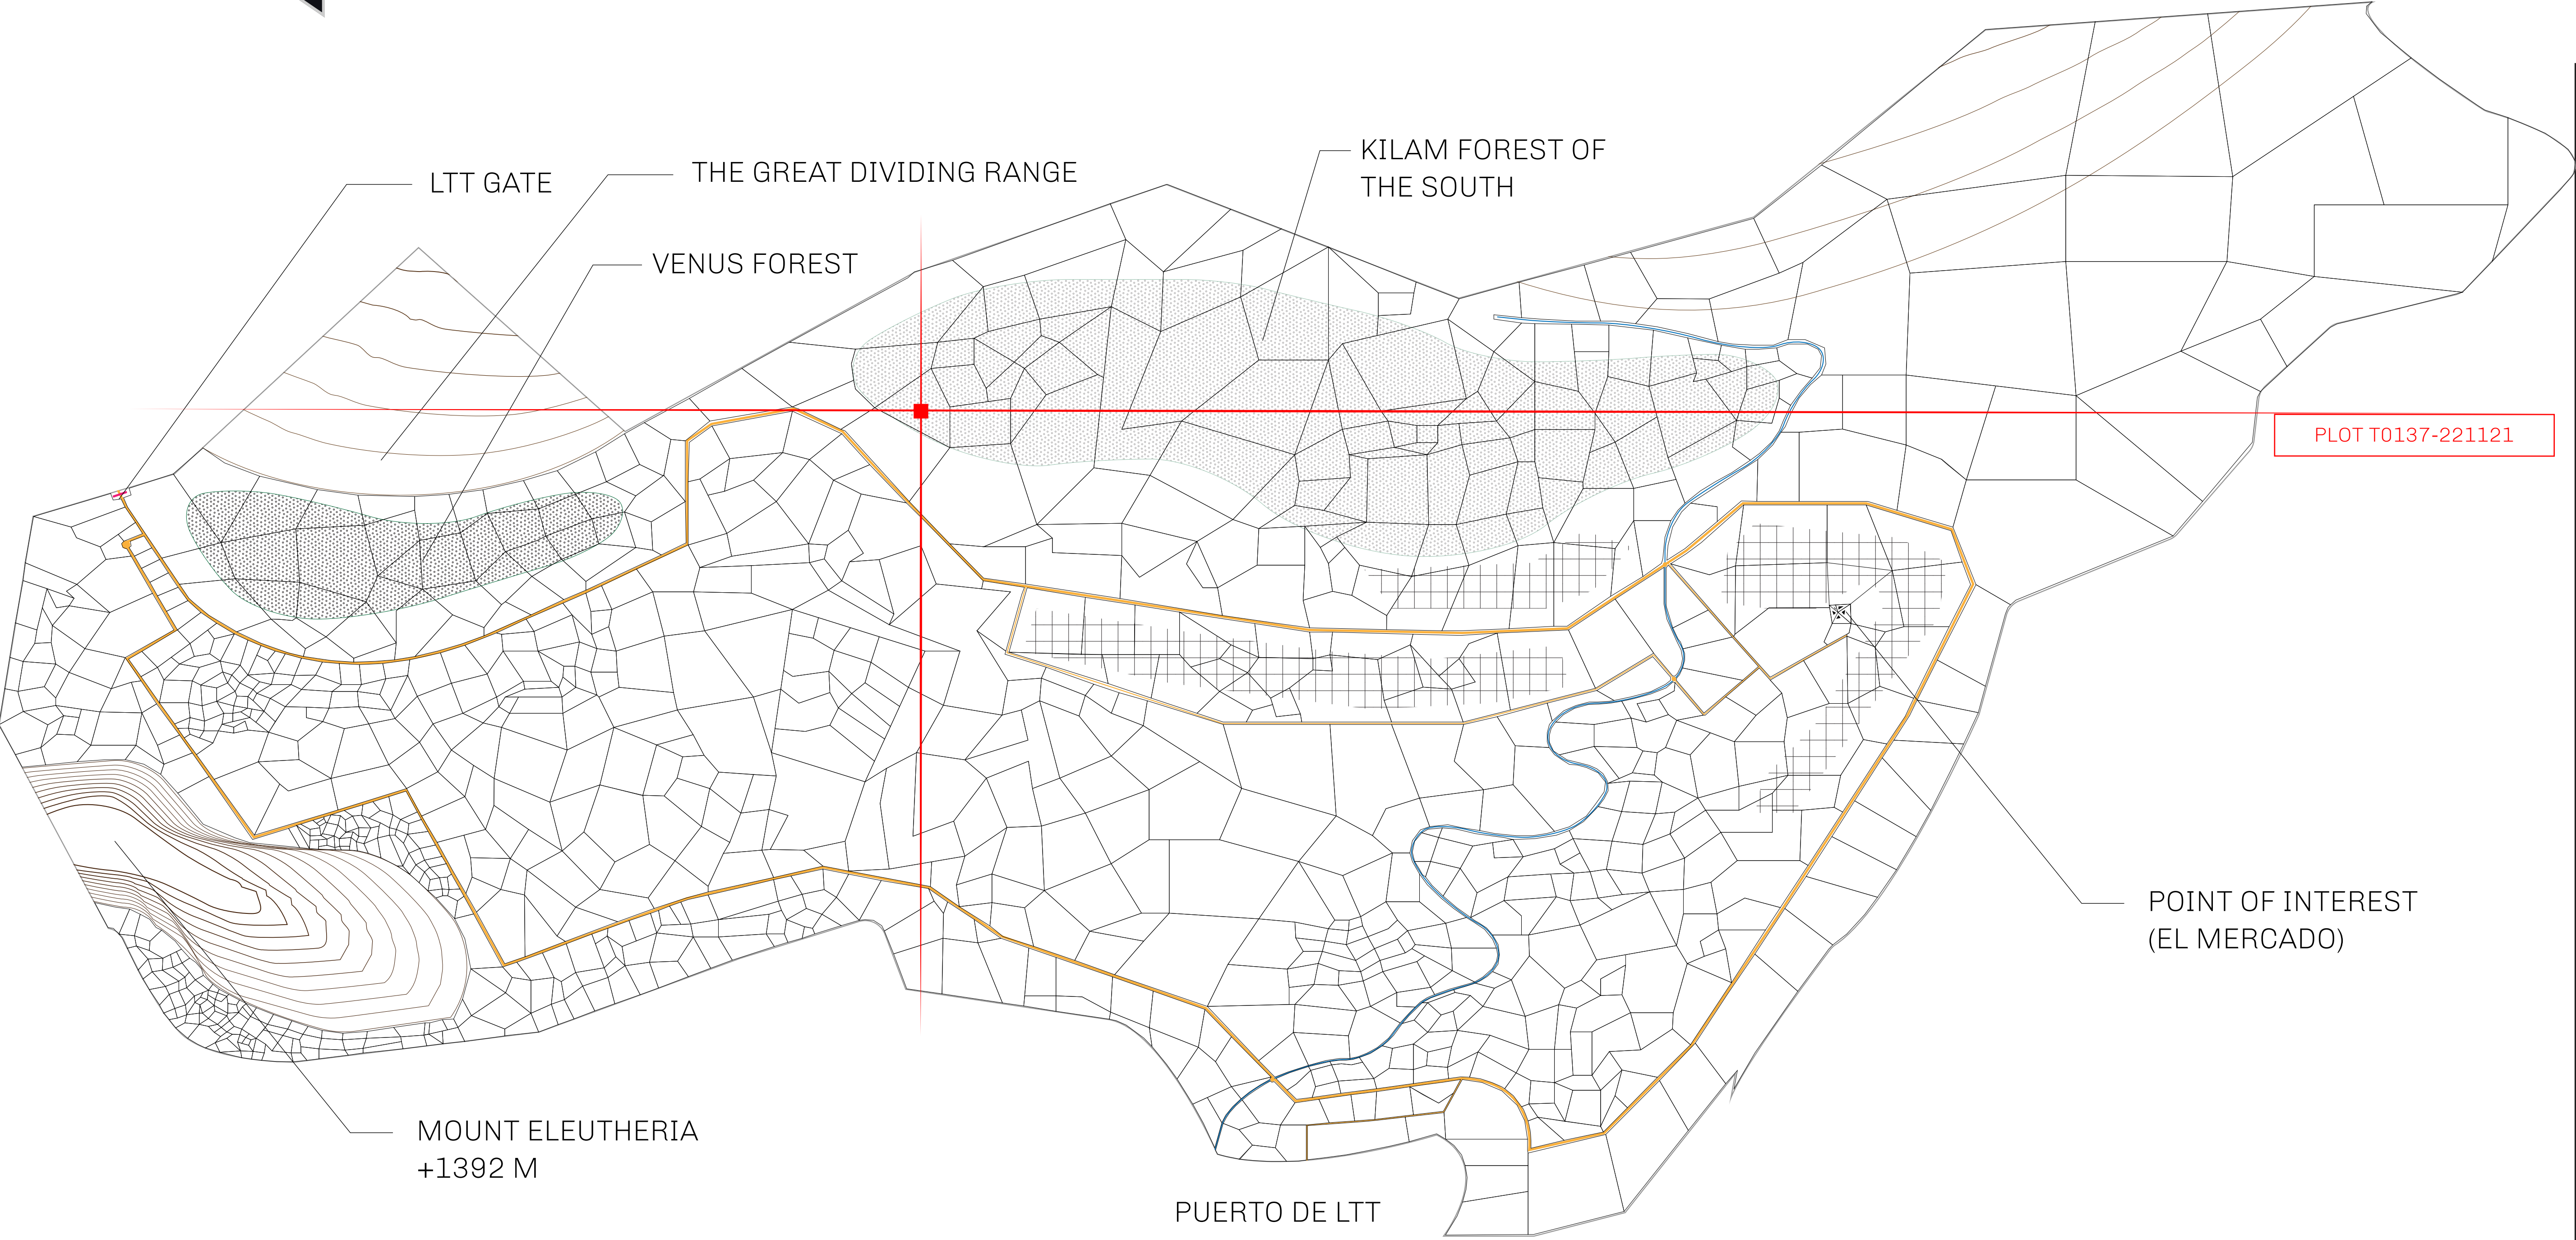 KILAM FOREST OF
THE SOUTH
THE GREAT DIVIDING RANGE
LTT GATE
VENUS FOREST
PLOT T0137-221121
POINT OF INTEREST
(EL MERCADO)
MOUNT ELEUTHERIA
+1392 M
PUERTO DE LTT